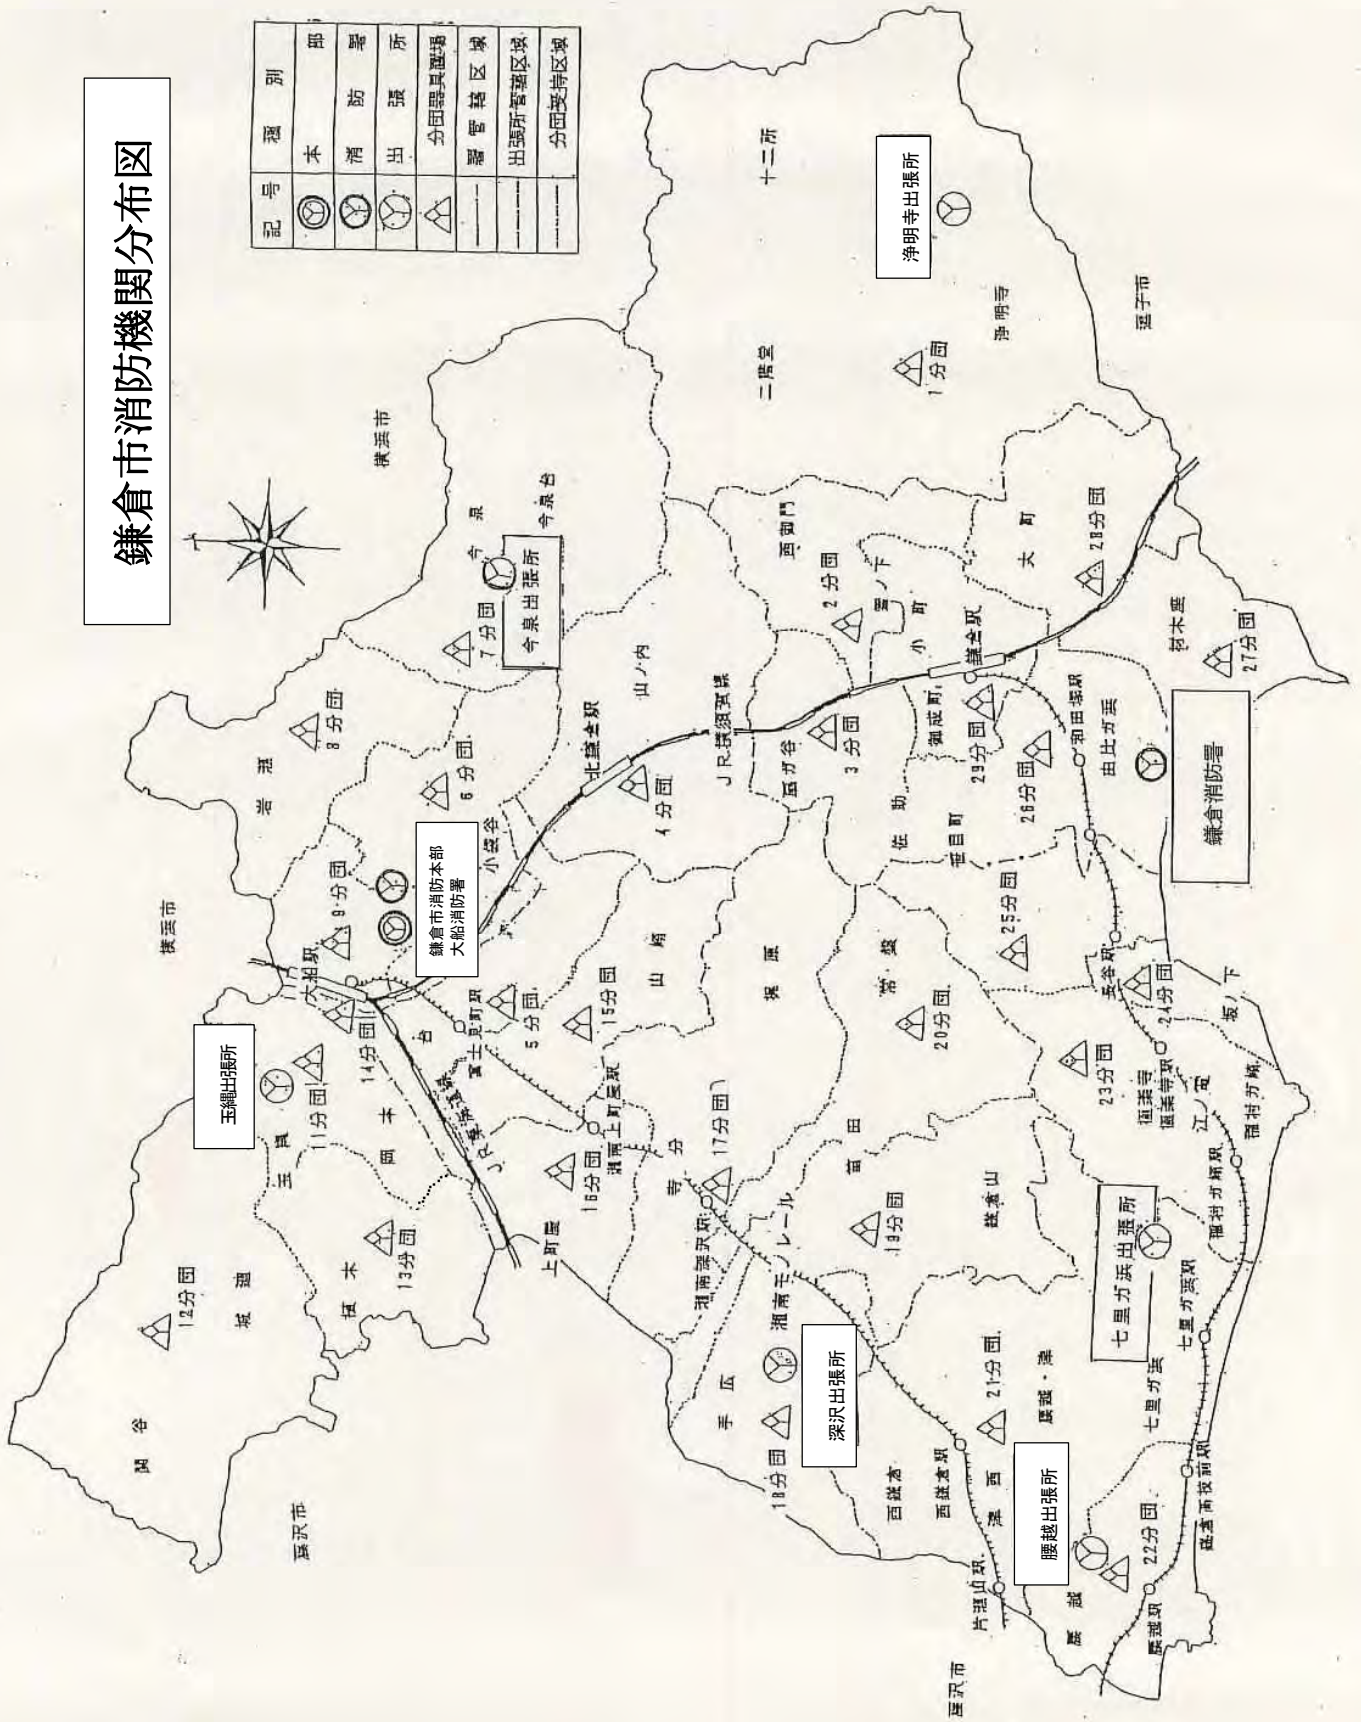 鎌倉市消防機関分布図
記号 種別
本部
消防署
出張所
分団器具置場
署管轄区域
出張所管轄区域
分団受持区域
横浜市
横浜市
藤沢市
藤沢市
逗子市
関谷
城廻
12分団
植木
13分団
玉縄
玉縄出張所
11分団
岡本
14分団
大船駅
9分団
鎌倉市消防本部
大船消防署
岩瀬
8分団
6分団
7分団
今泉
今泉台
今泉出張所
小袋谷
北鎌倉駅
山ノ内
4分団
JR横須賀線
台
富士見町駅
5分団
15分団
山崎
湘南上町屋駅
16分団
上町屋
寺分
17分団
湘南深沢駅
湘南モノレール
梶原
手広
18分団
深沢出張所
笛田
19分団
常盤
20分団
鎌倉山
西鎌倉
西鎌倉駅
津西
21分団
腰越・津
片瀬山駅
腰越
腰越出張所
22分団
腰越駅
鎌倉高校前駅
七里ガ浜
七里ガ浜駅
七里ガ浜出張所
稲村ガ崎駅
稲村ガ崎
江ノ電
極楽寺
極楽寺駅
23分団
24分団
坂ノ下
長谷駅
25分団
笹目町
佐助
扇ガ谷
3分団
御成町
29分団
26分団
和田塚駅
由比ガ浜
鎌倉消防署
鎌倉駅
小町
雪ノ下
2分団
西御門
大町
28分団
材木座
27分団
二階堂
十二所
浄明寺
浄明寺出張所
1分団